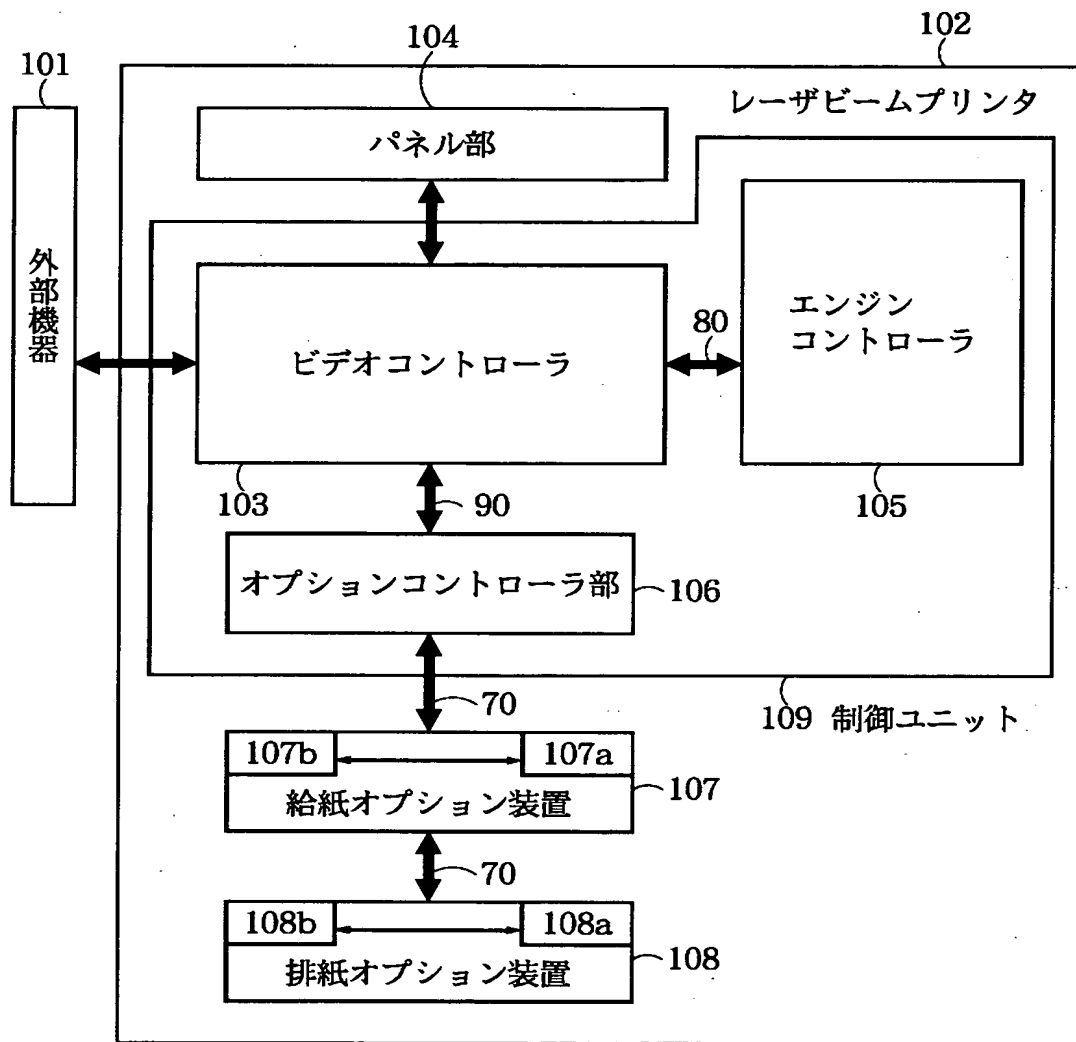 102
104
101
レーザビームプリンタ
パネル部
外部機器
ビデオコントローラ
エンジン
コントローラ
80
103
90
105
オプションコントローラ部
106
70
109 制御ユニット
107b
107a
給紙オプション装置
107
70
108b
108a
排紙オプション装置
108